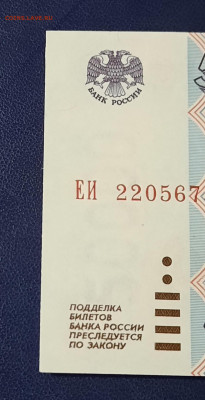 БАНК РОССИИ
ЕИ 220567
ПОДДЕЛКА
БИЛЕТОВ
БАНКА РОССИИ
ПРЕСЛЕДУЕТСЯ
ПО ЗАКОНУ